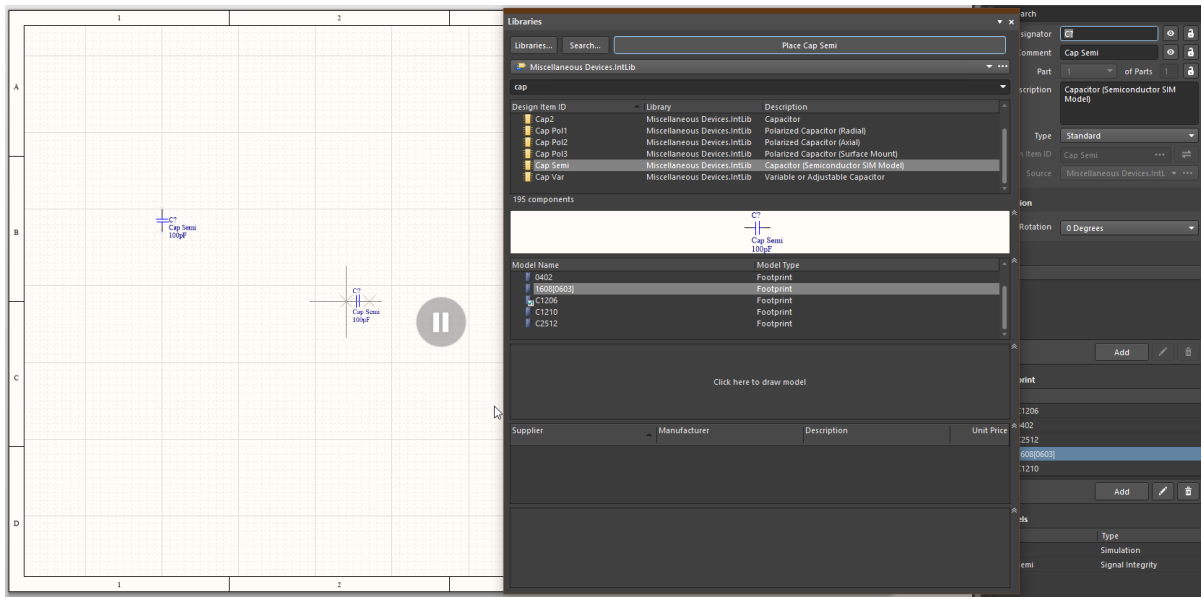 1
2
A
B
C
D
C?
Cap Semi
100pF
C?
Cap Semi
100pF
1
2
Libraries
Libraries...
Search...
Place Cap Semi
Miscellaneous Devices.IntLib
cap
Design Item ID Library Description
Cap2 Miscellaneous Devices.IntLib Capacitor
Cap Pol1 Miscellaneous Devices.IntLib Polarized Capacitor (Radial)
Cap Pol2 Miscellaneous Devices.IntLib Polarized Capacitor (Axial)
Cap Pol3 Miscellaneous Devices.IntLib Polarized Capacitor (Surface Mount)
Cap Semi Miscellaneous Devices.IntLib Capacitor (Semiconductor SIM Model)
Cap Var Miscellaneous Devices.IntLib Variable or Adjustable Capacitor
195 components
C?
Cap Semi
100pF
Model Name Model Type
0402 Footprint
1608[0603] Footprint
C1206 Footprint
C1210 Footprint
C2512 Footprint
Click here to draw model
Supplier Manufacturer Description Unit Price
arch
signator C?
omment Cap Semi
Part 1 of Parts 1
scription Capacitor (Semiconductor SIM
Model)
Type Standard
n Item ID Cap Semi ...
Source Miscellaneous Devices.IntL ...
ion
Rotation 0 Degrees
Add
rint
C1206
0402
C2512
1608[0603]
C1210
Add
els
Type
Simulation
emi Signal Integrity